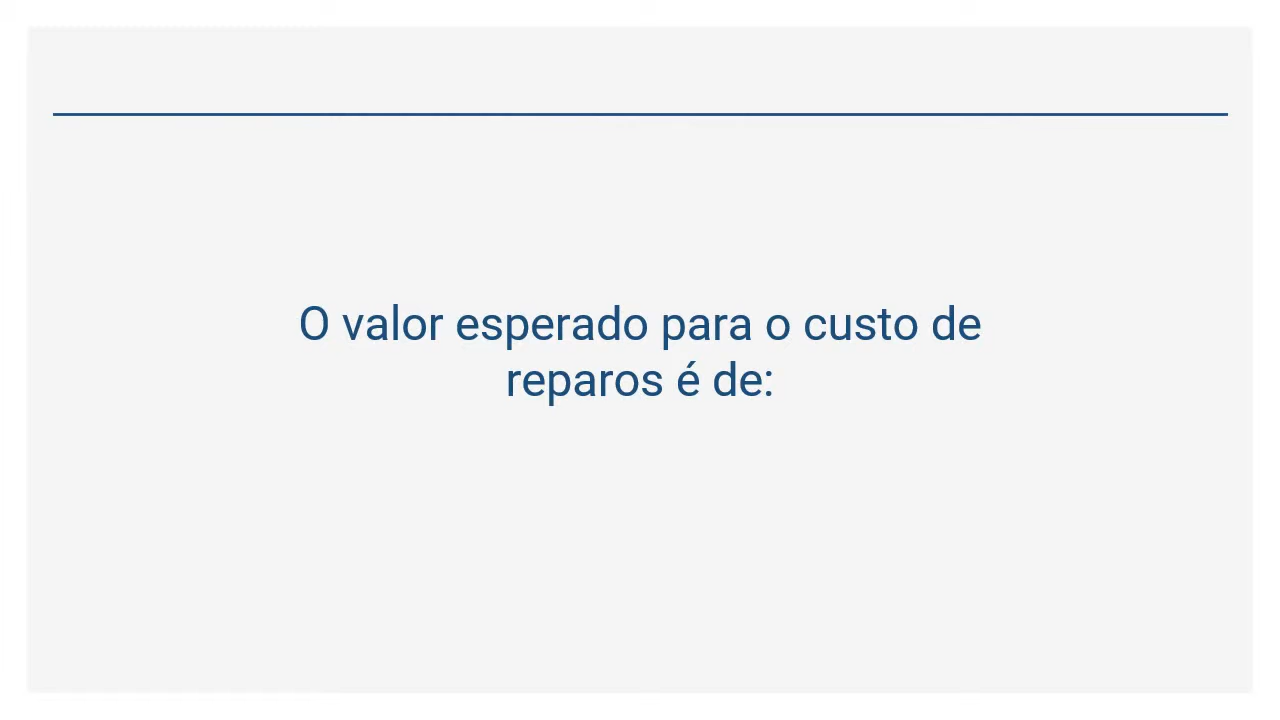 O valor esperado para o custo de
reparos é de: